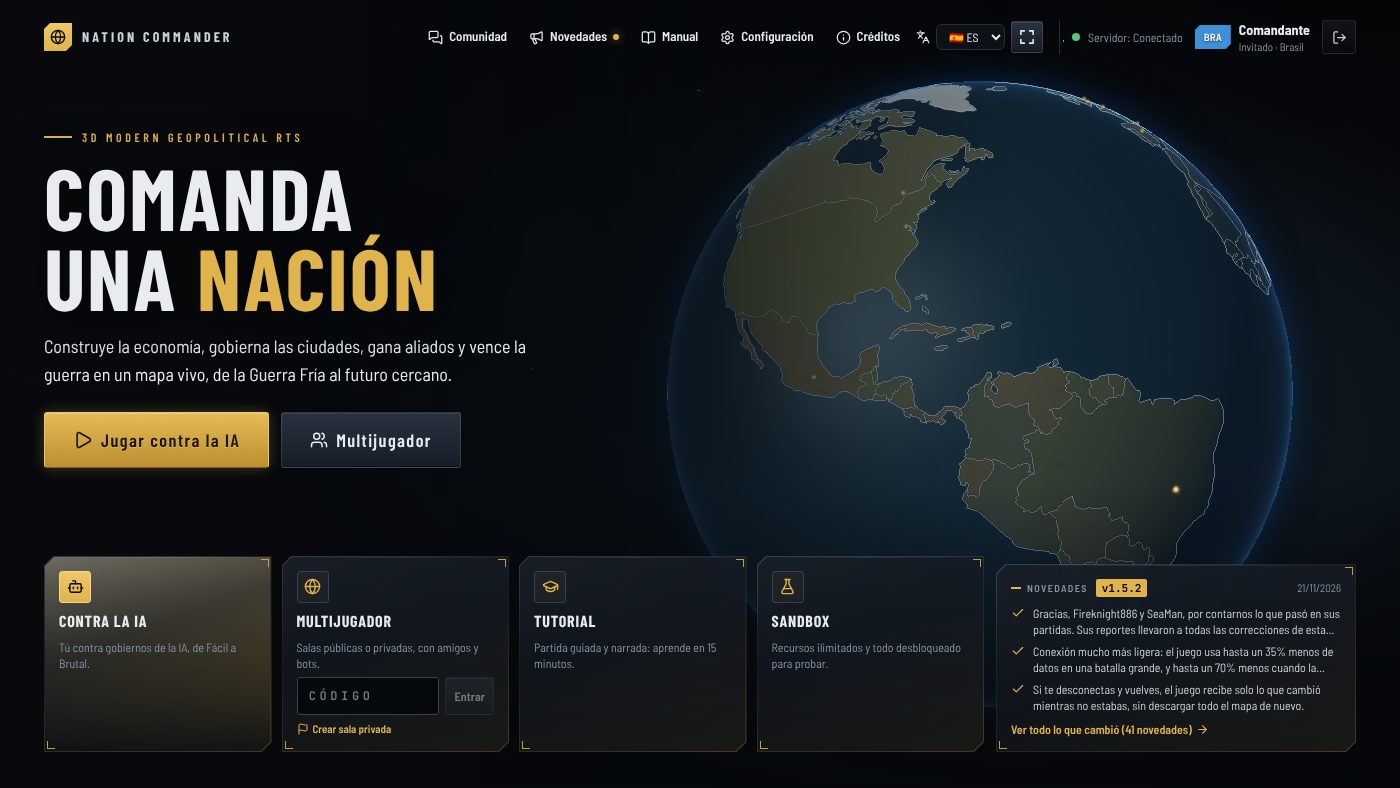 NATION COMMANDER
Comunidad
Novedades
Manual
Configuración
Créditos
ES
Servidor: Conectado
BRA
Comandante
Invitado · Brasil
3D MODERN GEOPOLITICAL RTS
COMANDA
UNA NACIÓN
Construye la economía, gobierna las ciudades, gana aliados y vence la
guerra en un mapa vivo, de la Guerra Fría al futuro cercano.
Jugar contra la IA
Multijugador
CONTRA LA IA
Tú contra gobiernos de la IA, de Fácil a
Brutal.
MULTIJUGADOR
Salas públicas o privadas, con amigos y
bots.
CÓDIGO
Entrar
Crear sala privada
TUTORIAL
Partida guiada y narrada: aprende en 15
minutos.
SANDBOX
Recursos ilimitados y todo desbloqueado
para probar.
NOVEDADES v1.5.2 21/11/2026
Gracias, Fireknight886 y SeaMan, por contarnos lo que pasó en sus
partidas. Sus reportes llevaron a todas las correcciones de esta...
Conexión mucho más ligera: el juego usa hasta un 35% menos de
datos en una batalla grande, y hasta un 70% menos cuando la...
Si te desconectas y vuelves, el juego recibe solo lo que cambió
mientras no estabas, sin descargar todo el mapa de nuevo.
Ver todo lo que cambió (41 novedades) →